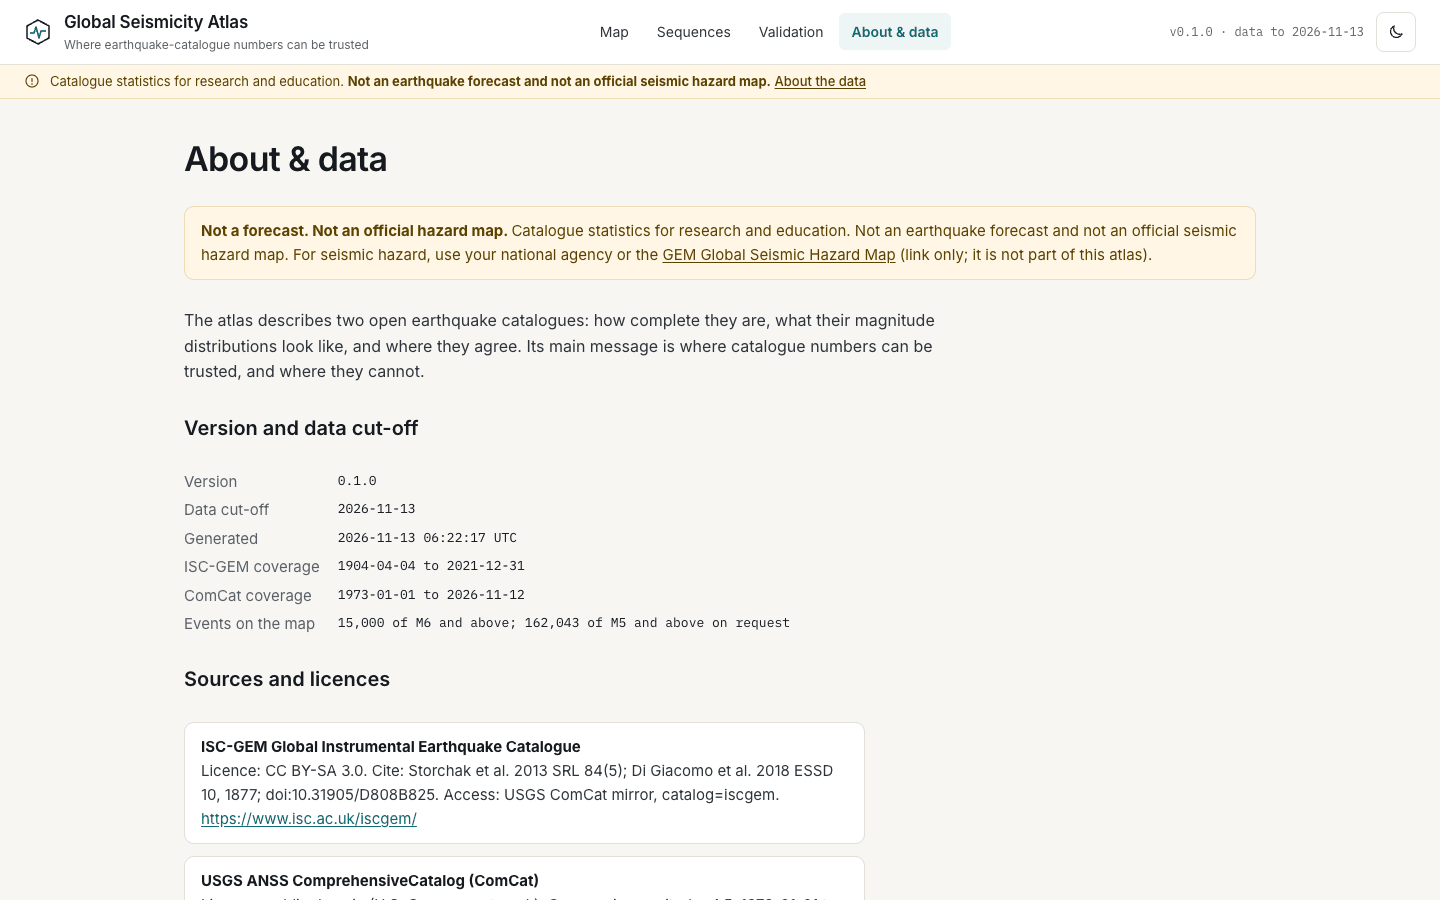 Global Seismicity Atlas
Where earthquake-catalogue numbers can be trusted
Map Sequences Validation About & data
v0.1.0 · data to 2026-11-13
Catalogue statistics for research and education. Not an earthquake forecast and not an official seismic hazard map. About the data
About & data
Not a forecast. Not an official hazard map. Catalogue statistics for research and education. Not an earthquake forecast and not an official seismic
hazard map. For seismic hazard, use your national agency or the GEM Global Seismic Hazard Map (link only; it is not part of this atlas).
The atlas describes two open earthquake catalogues: how complete they are, what their magnitude
distributions look like, and where they agree. Its main message is where catalogue numbers can be
trusted, and where they cannot.
Version and data cut-off
Version 0.1.0
Data cut-off 2026-11-13
Generated 2026-11-13 06:22:17 UTC
ISC-GEM coverage 1904-04-04 to 2021-12-31
ComCat coverage 1973-01-01 to 2026-11-12
Events on the map 15,000 of M6 and above; 162,043 of M5 and above on request
Sources and licences
ISC-GEM Global Instrumental Earthquake Catalogue
Licence: CC BY-SA 3.0. Cite: Storchak et al. 2013 SRL 84(5); Di Giacomo et al. 2018 ESSD
10, 1877; doi:10.31905/D808B825. Access: USGS ComCat mirror, catalog=iscgem.
https://www.isc.ac.uk/iscgem/
USGS ANSS ComprehensiveCatalog (ComCat)